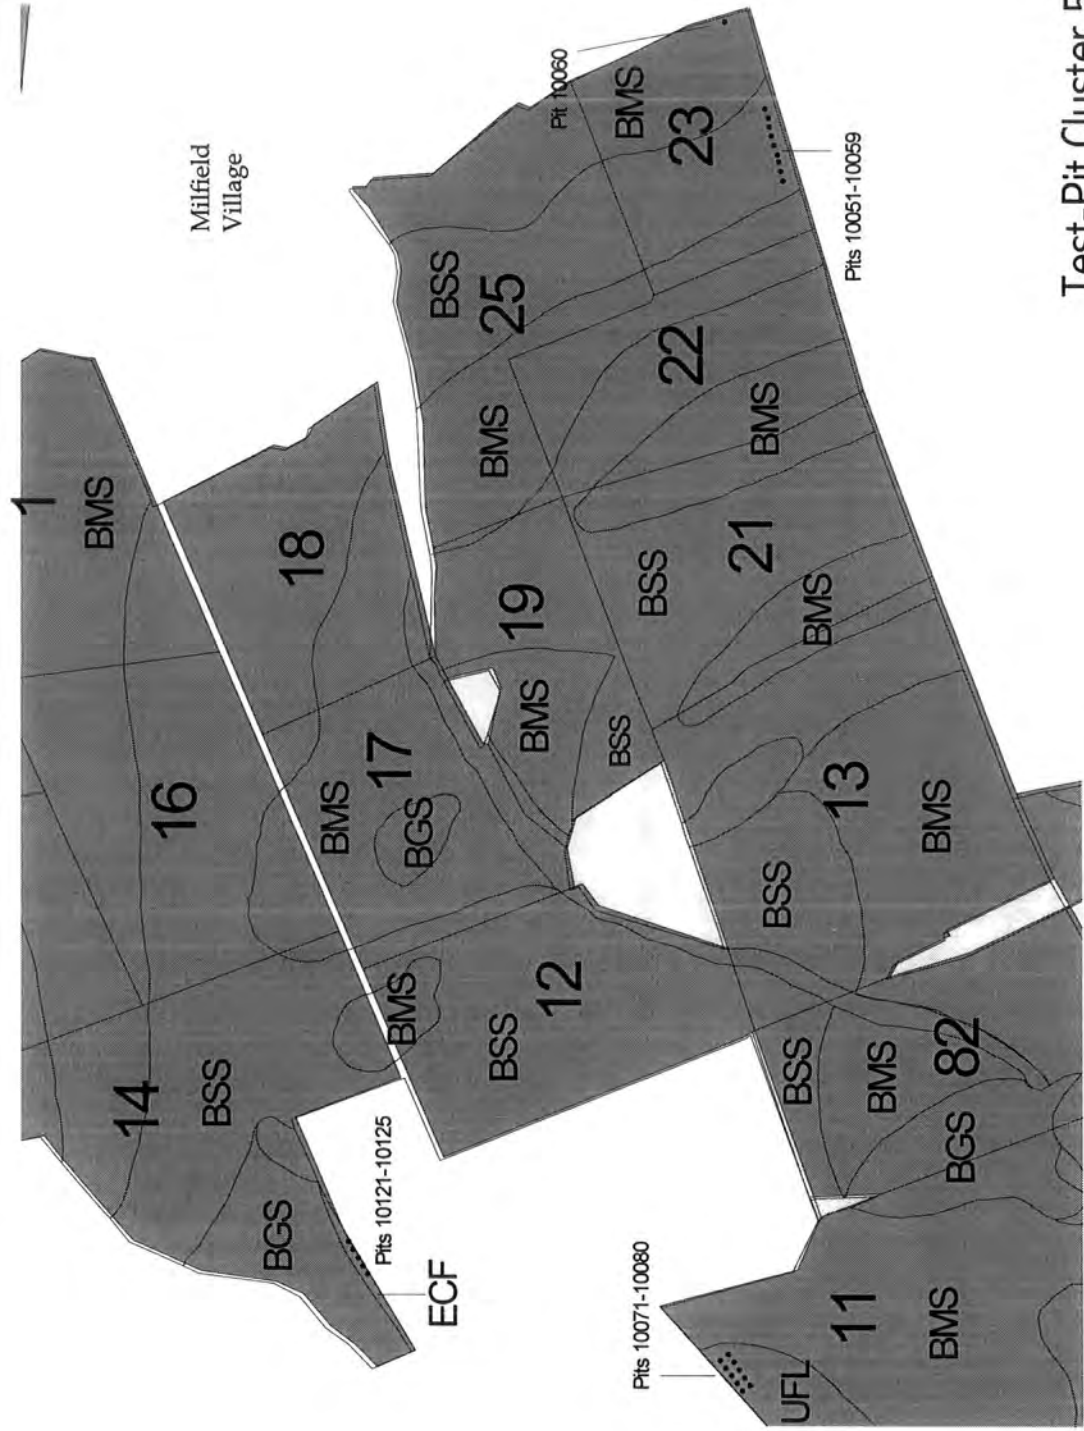 Milfield
Village
Pit 10060
BMS
23
Pits 10051-10059
BSS
25
BMS
22
BMS
1
BMS
18
19
BSS
21
BMS
BMS
BSS
16
17
BMS
BGS
13
BSS
BMS
14
BSS
BMS
12
BSS
BGS
Pits 10121-10125
ECF
BSS
BMS
82
BGS
Pits 10071-10080
11
BMS
UFL
Test-Pit Cluster